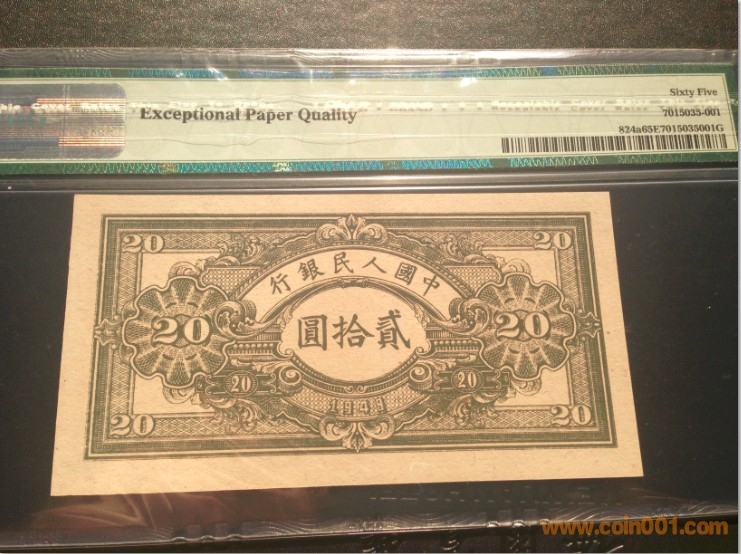 Sixty Five
Exceptional Paper Quality
7015035-001
824a65E7015035001G
20 20
行銀民人國中
20 圓拾貳 20
20 20
1949
20 20
www.coin001.com